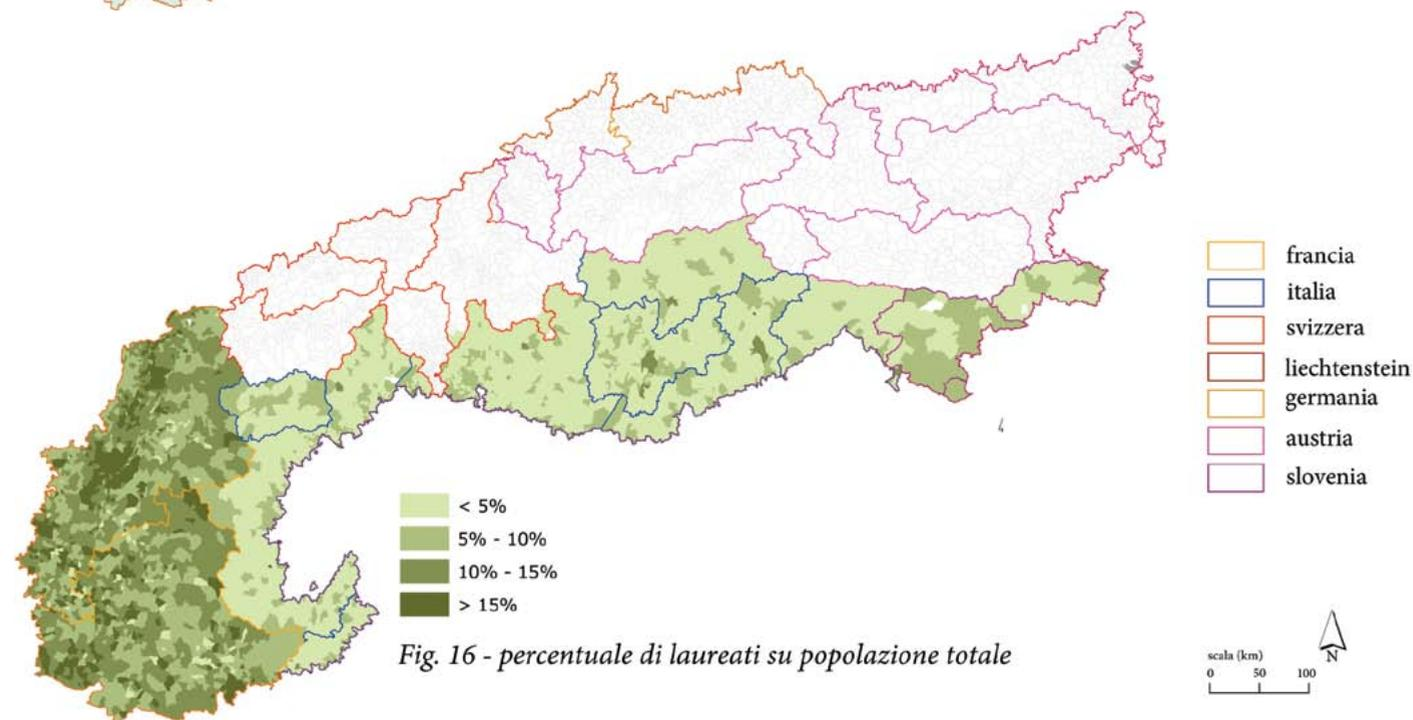 francia
italia
svizzera
liechtenstein
germania
austria
slovenia
4
< 5%
5% - 10%
10% - 15%
> 15%
Fig. 16 - percentuale di laureati su popolazione totale
scala (km)
0 50 100
N